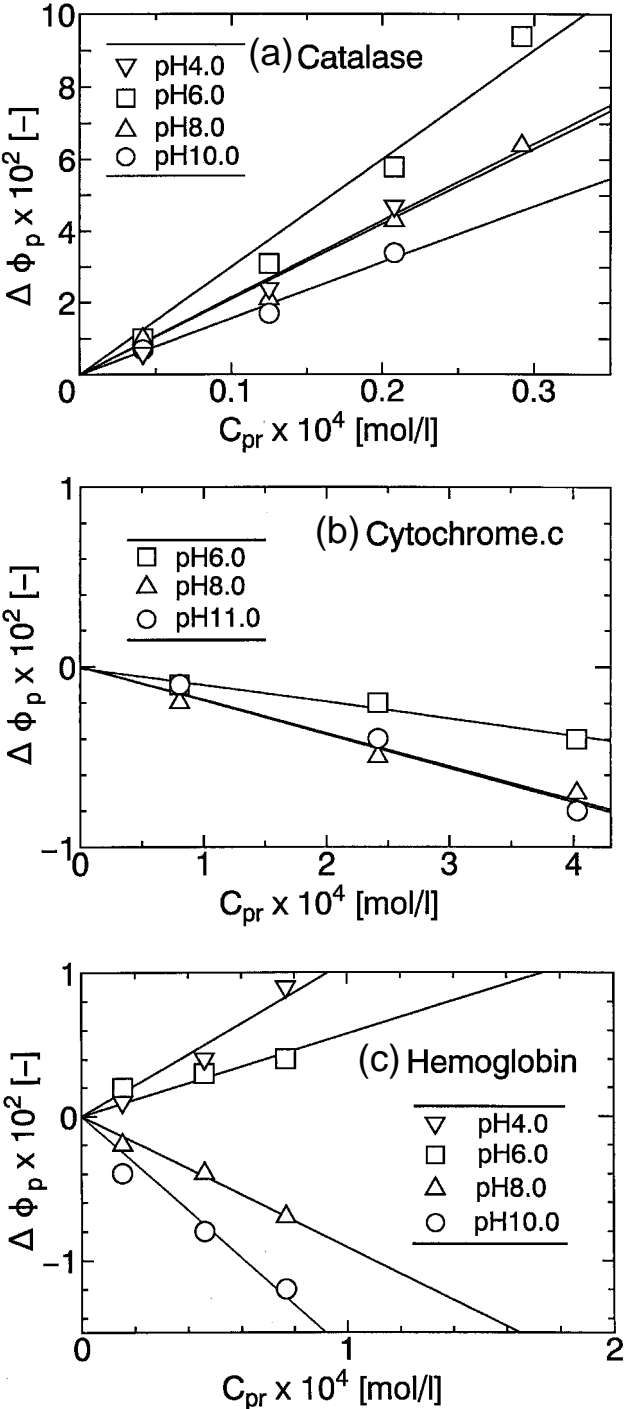 (a) Catalase
pH4.0
pH6.0
pH8.0
pH10.0
10
8
6
4
2
0
0.1
0.2
0.3
Δ ϕp x 10² [−]
Cpr x 10⁴ [mol/l]
(b) Cytochrome.c
pH6.0
pH8.0
pH11.0
1
0
−1
0
1
2
3
4
Δ ϕp x 10² [−]
Cpr x 10⁴ [mol/l]
(c) Hemoglobin
pH4.0
pH6.0
pH8.0
pH10.0
1
0
−1
0
1
2
Δ ϕp x 10² [−]
Cpr x 10⁴ [mol/l]